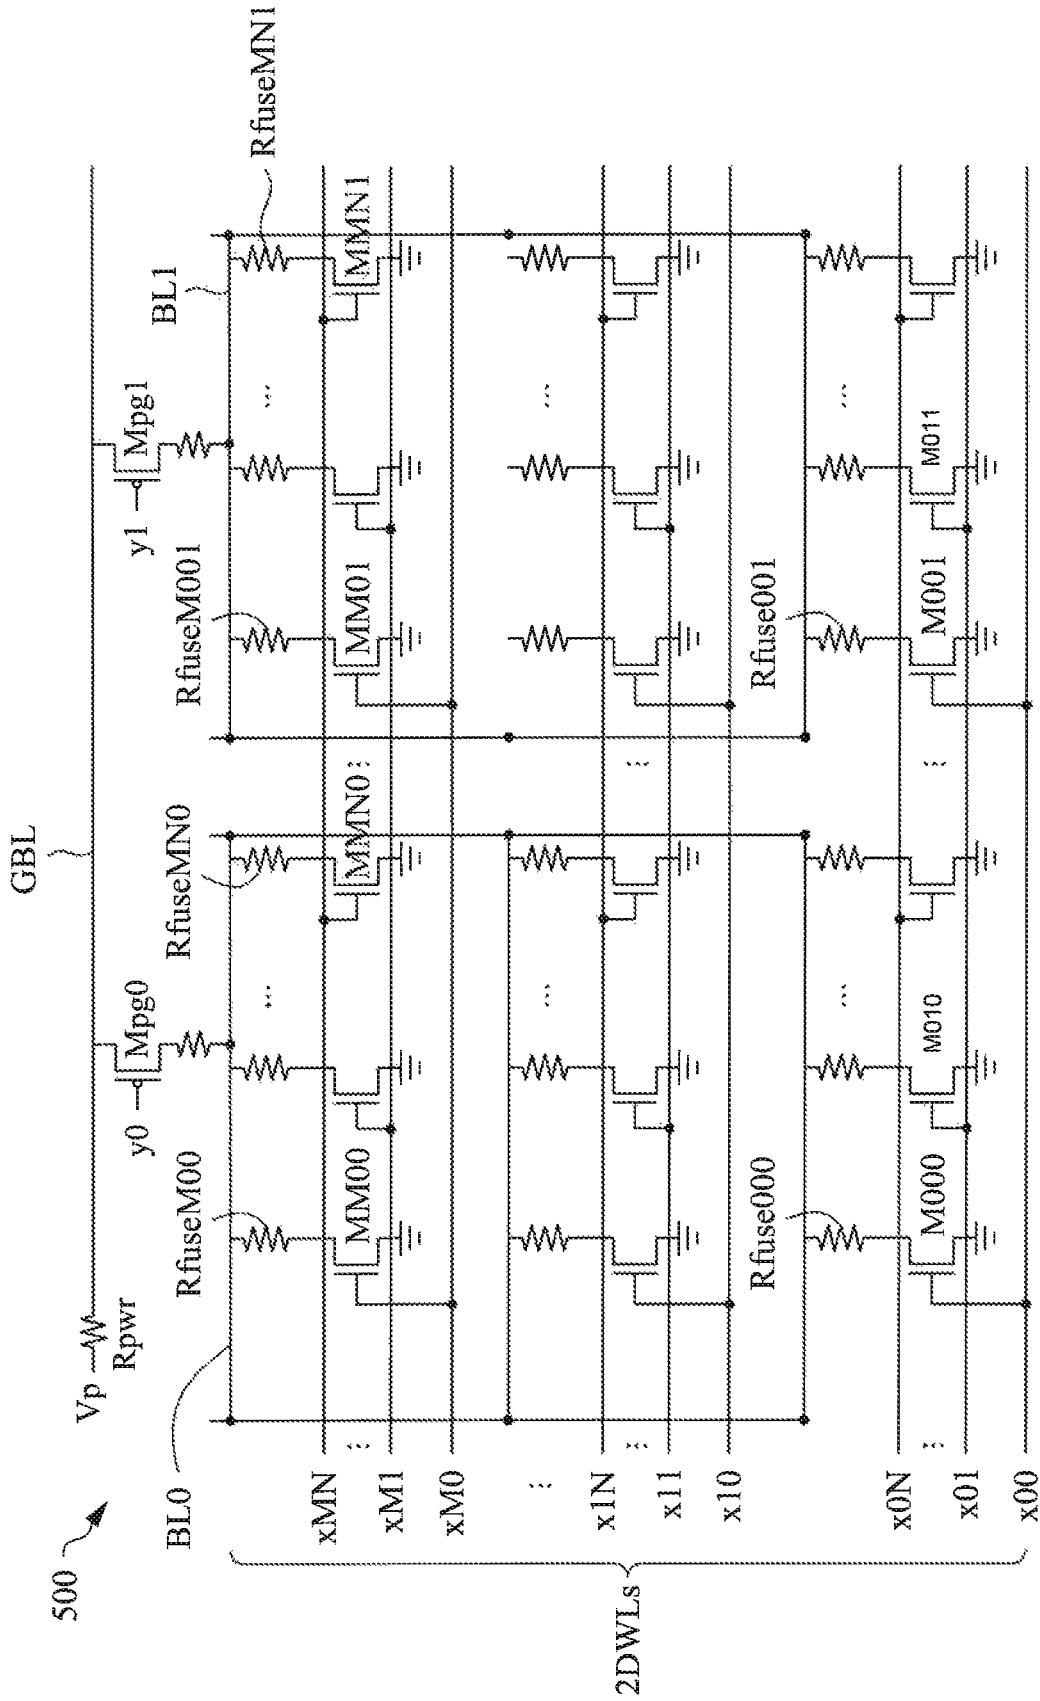 500
Vp
Rpwr
GBL
y0
Mpg0
y1
Mpg1
BL0
BL1
RfuseM00
RfuseMN0
RfuseM001
RfuseMN1
...
...
xMN
MM00
MMN0
...
MM01
MMN1
...
xM1
xM0
...
...
...
x1N
...
...
x11
x10
Rfuse000
Rfuse001
...
...
x0N
M000
M010
...
M001
M011
...
x01
x00
2DWLs